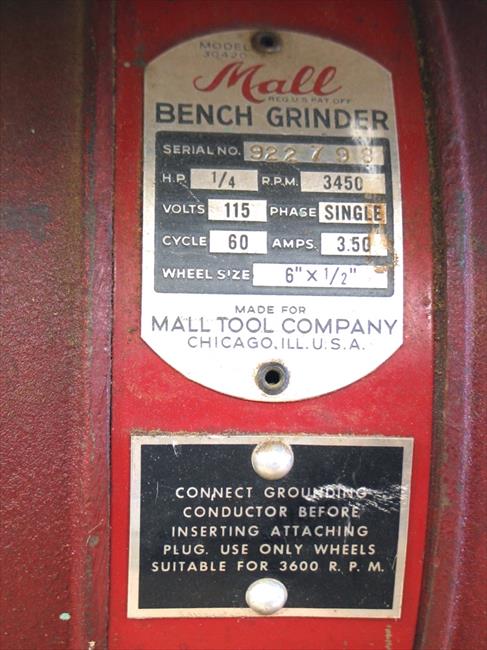 MODEL
30420
Mall
REG. U.S. PAT. OFF.
BENCH GRINDER
SERIAL NO. 922798
H.P. 1/4 R.P.M. 3450
VOLTS 115 PHASE SINGLE
CYCLE 60 AMPS. 3.50
WHEEL SIZE 6" X 1/2"
MADE FOR
MALL TOOL COMPANY
CHICAGO, ILL. U.S.A.
CONNECT GROUNDING
CONDUCTOR BEFORE
INSERTING ATTACHING
PLUG. USE ONLY WHEELS
SUITABLE FOR 3600 R. P. M.